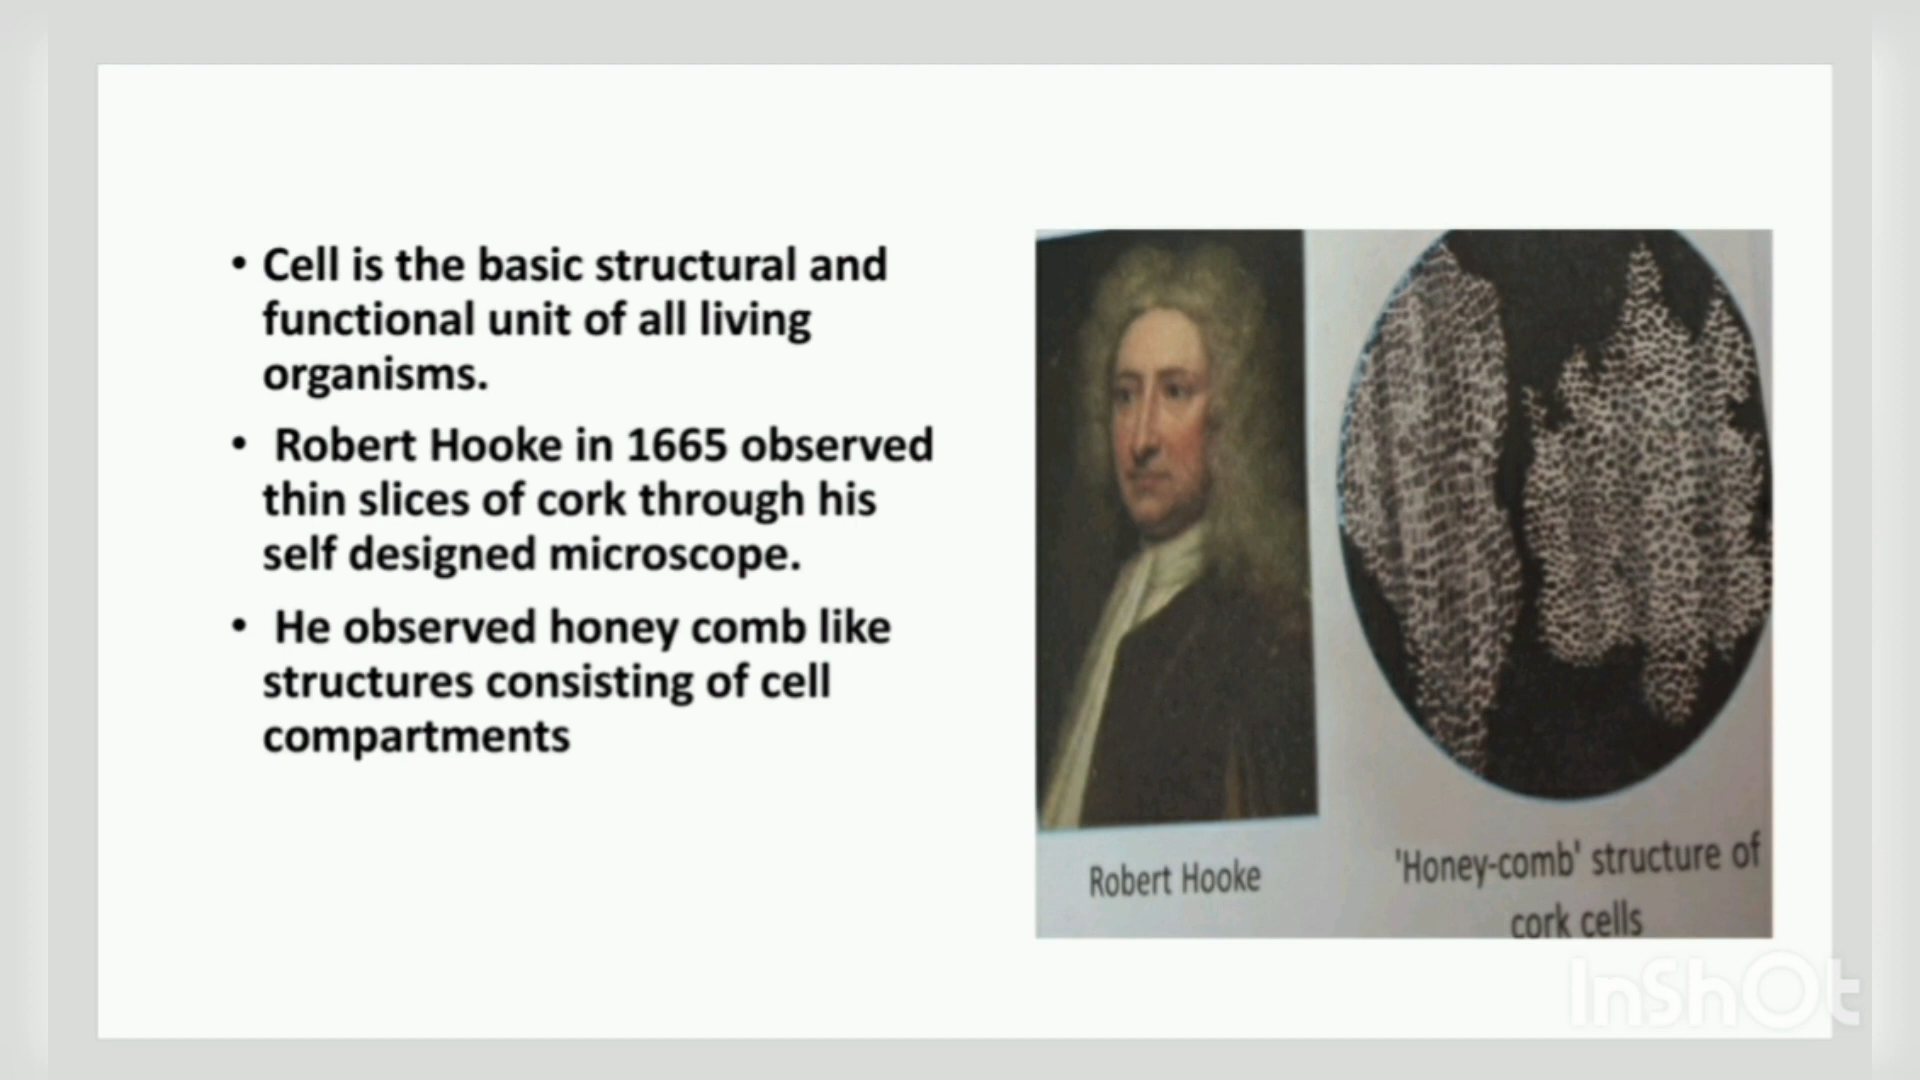 • Cell is the basic structural and
functional unit of all living
organisms.
• Robert Hooke in 1665 observed
thin slices of cork through his
self designed microscope.
• He observed honey comb like
structures consisting of cell
compartments
Robert Hooke
'Honey-comb' structure of
cork cells
InShOt